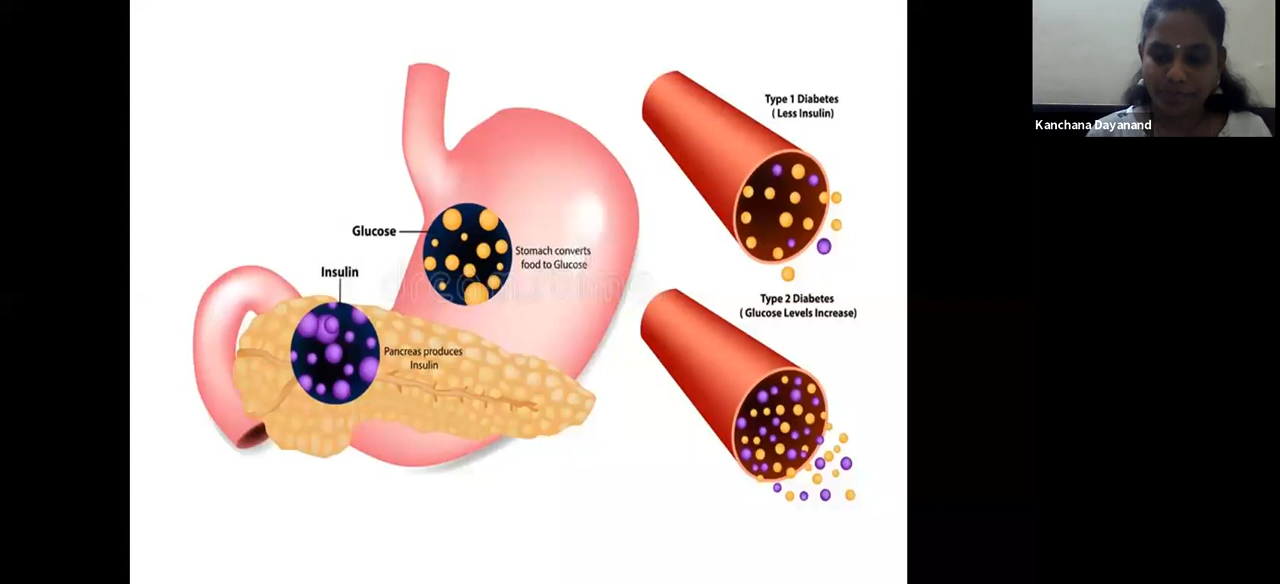 Type 1 Diabetes
( Less Insulin)
Kanchana Dayanand
Glucose
Stomach converts
food to Glucose
Insulin
Pancreas produces
Insulin
Type 2 Diabetes
( Glucose Levels Increase)